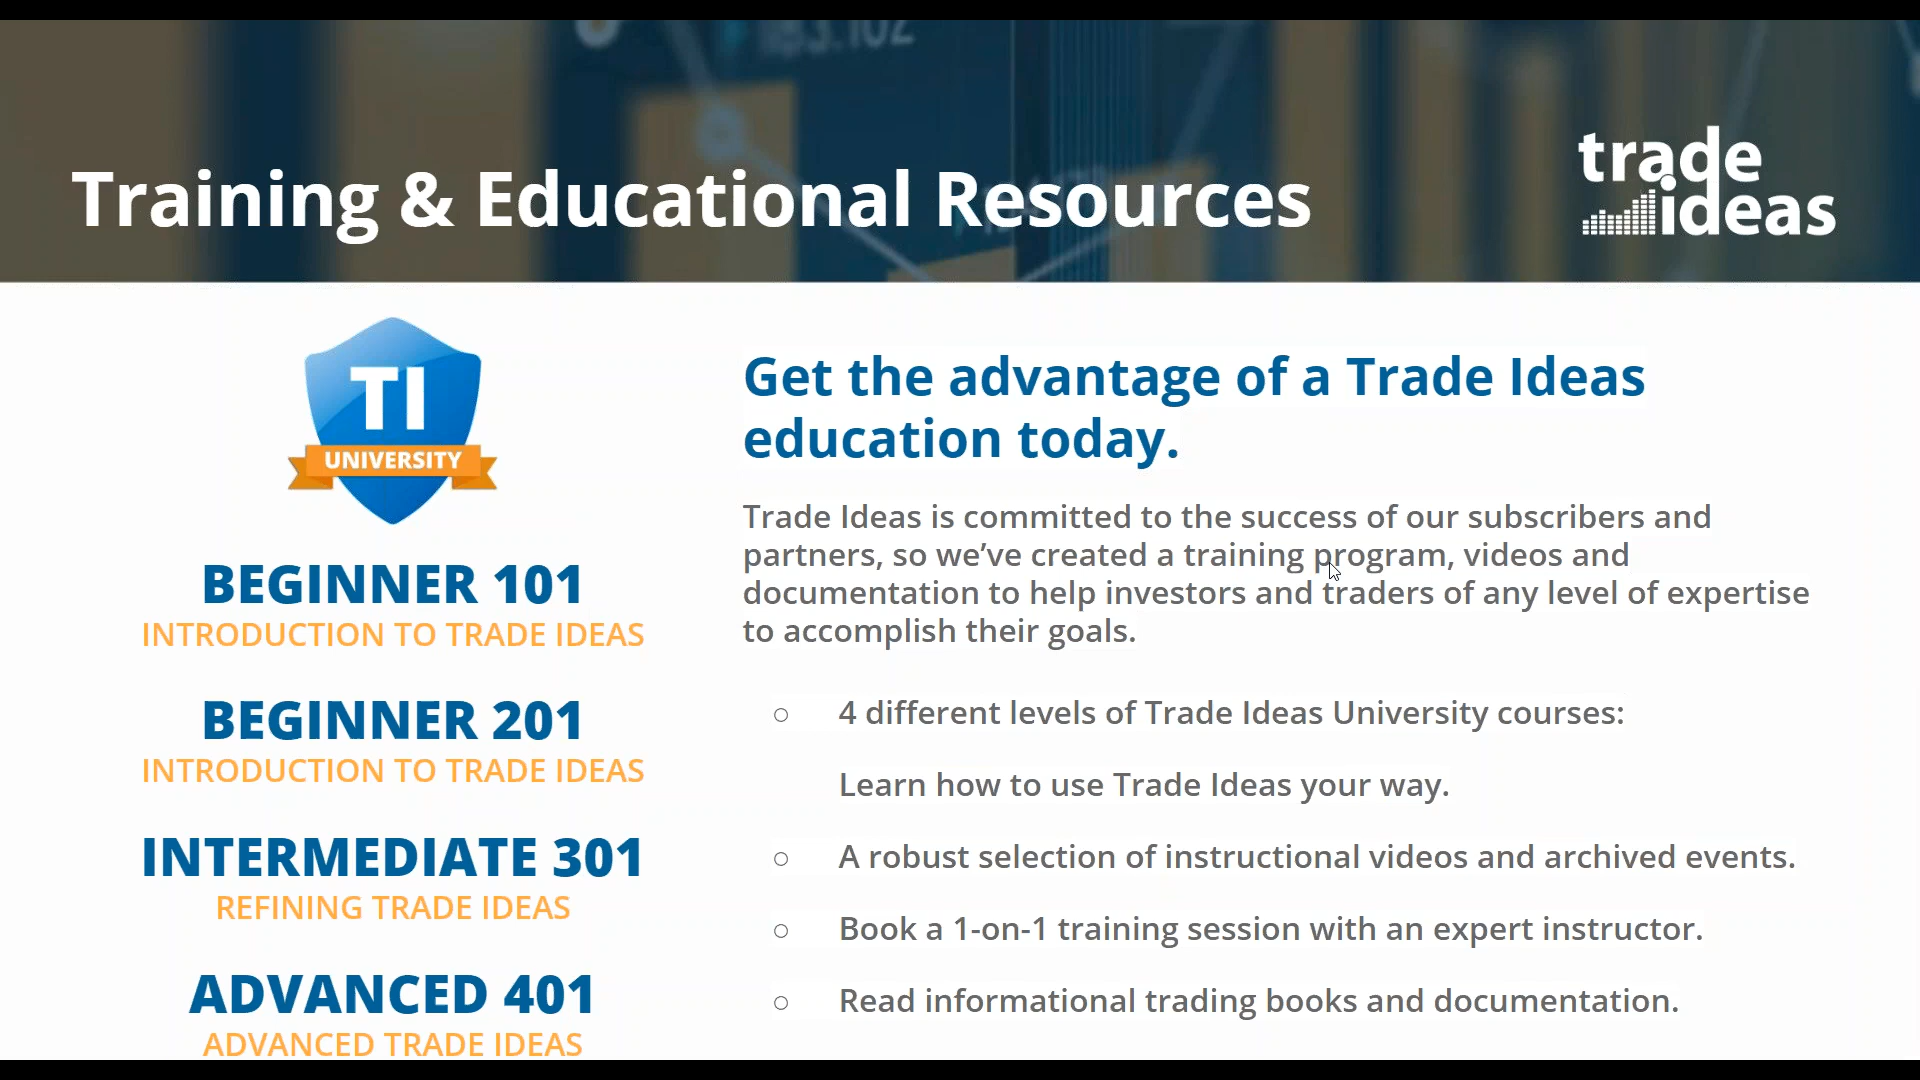 183.102
Training & Educational Resources
trade
ideas
TI
UNIVERSITY
BEGINNER 101
INTRODUCTION TO TRADE IDEAS
BEGINNER 201
INTRODUCTION TO TRADE IDEAS
INTERMEDIATE 301
REFINING TRADE IDEAS
ADVANCED 401
ADVANCED TRADE IDEAS
Get the advantage of a Trade Ideas
education today.
Trade Ideas is committed to the success of our subscribers and
partners, so we’ve created a training program, videos and
documentation to help investors and traders of any level of expertise
to accomplish their goals.
○ 4 different levels of Trade Ideas University courses:
Learn how to use Trade Ideas your way.
○ A robust selection of instructional videos and archived events.
○ Book a 1-on-1 training session with an expert instructor.
○ Read informational trading books and documentation.